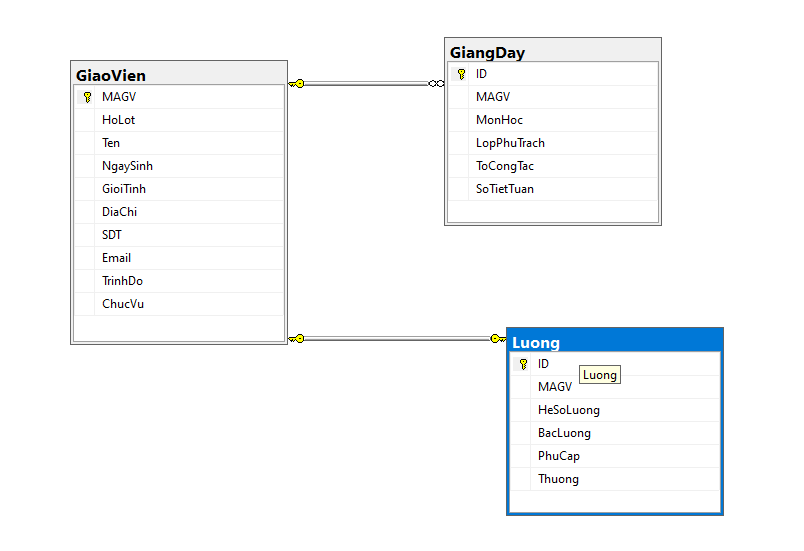 GiaoVien
MAGV
HoLot
Ten
NgaySinh
GioiTinh
DiaChi
SDT
Email
TrinhDo
ChucVu
GiangDay
ID
MAGV
MonHoc
LopPhuTrach
ToCongTac
SoTietTuan
Luong
ID
Luong
MAGV
HeSoLuong
BacLuong
PhuCap
Thuong